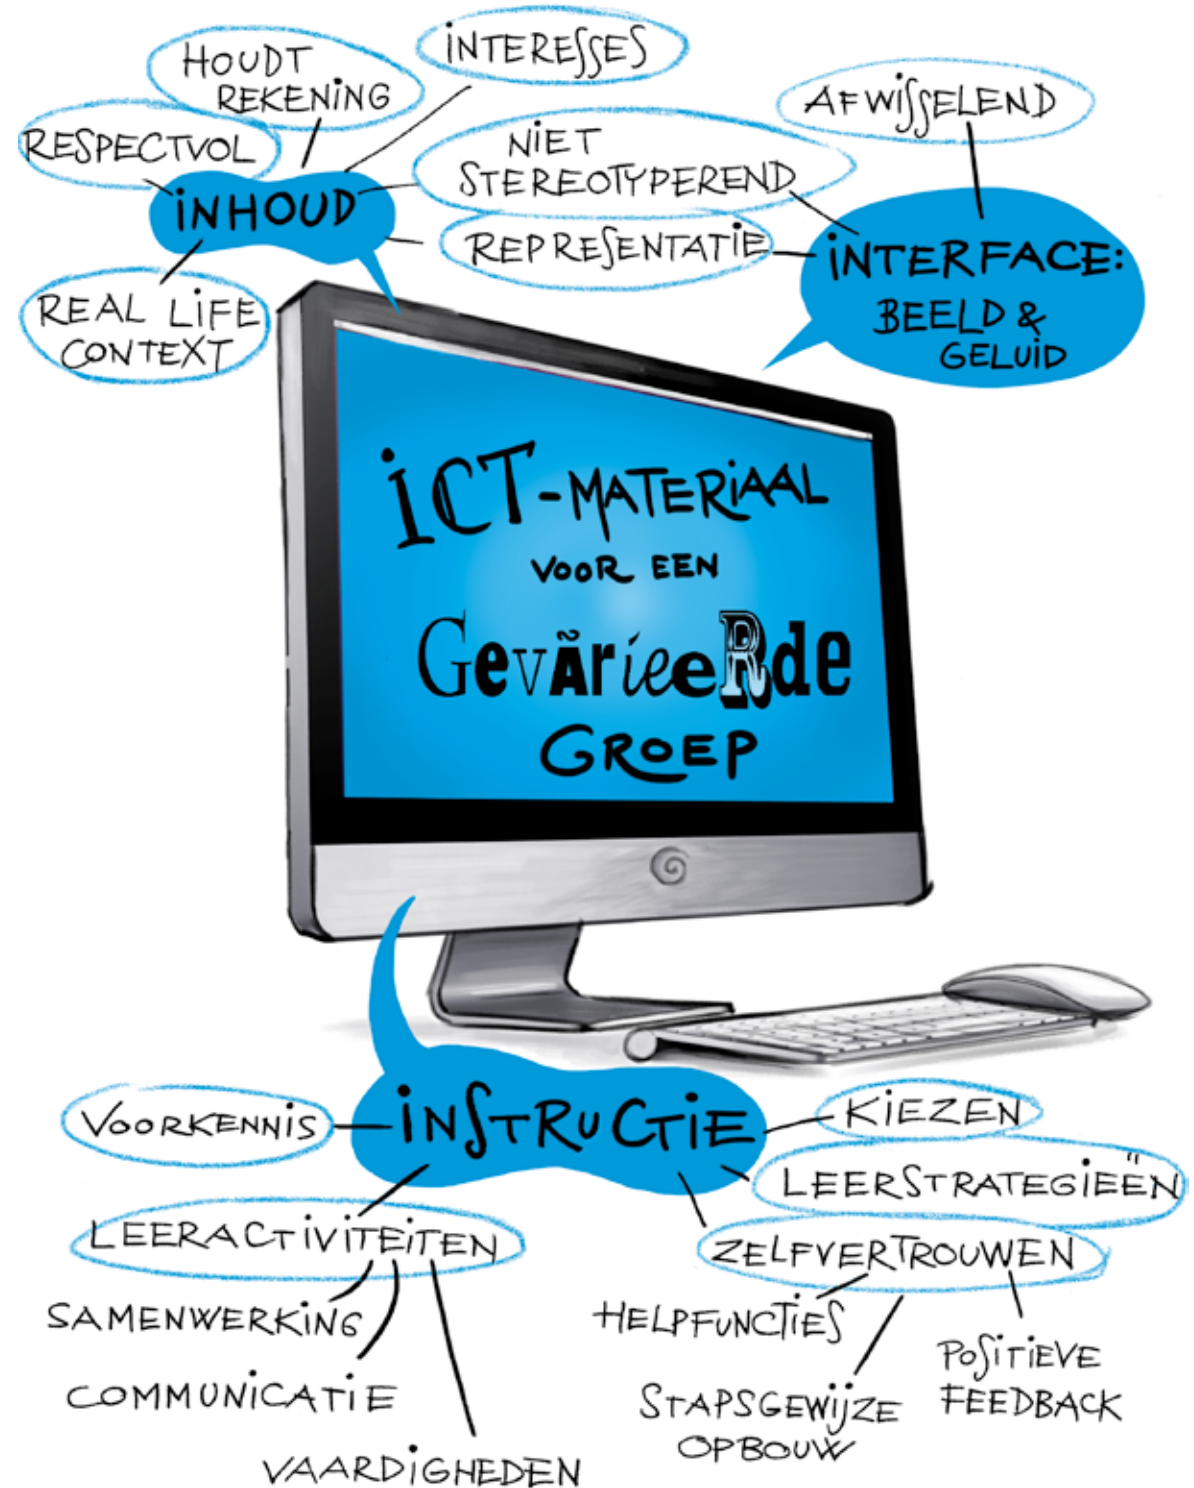 HOUDT
REKENING
INTERESSES
AFWISSELEND
RESPECTVOL
NIET
STEREOTYPEREND
INHOUD
REPRESENTATIE
INTERFACE:
BEELD &
GELUID
REAL LIFE
CONTEXT
ICT-MATERIAAL
VOOR EEN
GevãrieeRde
GROEP
INSTRUCTIE
VOORKENNIS
KIEZEN
LEERSTRATEGIEËN
LEERACTIVITEITEN
ZELFVERTROUWEN
SAMENWERKING
HELPFUNCTIES
COMMUNICATIE
POSITIEVE
FEEDBACK
STAPSGEWIJZE
OPBOUW
VAARDIGHEDEN